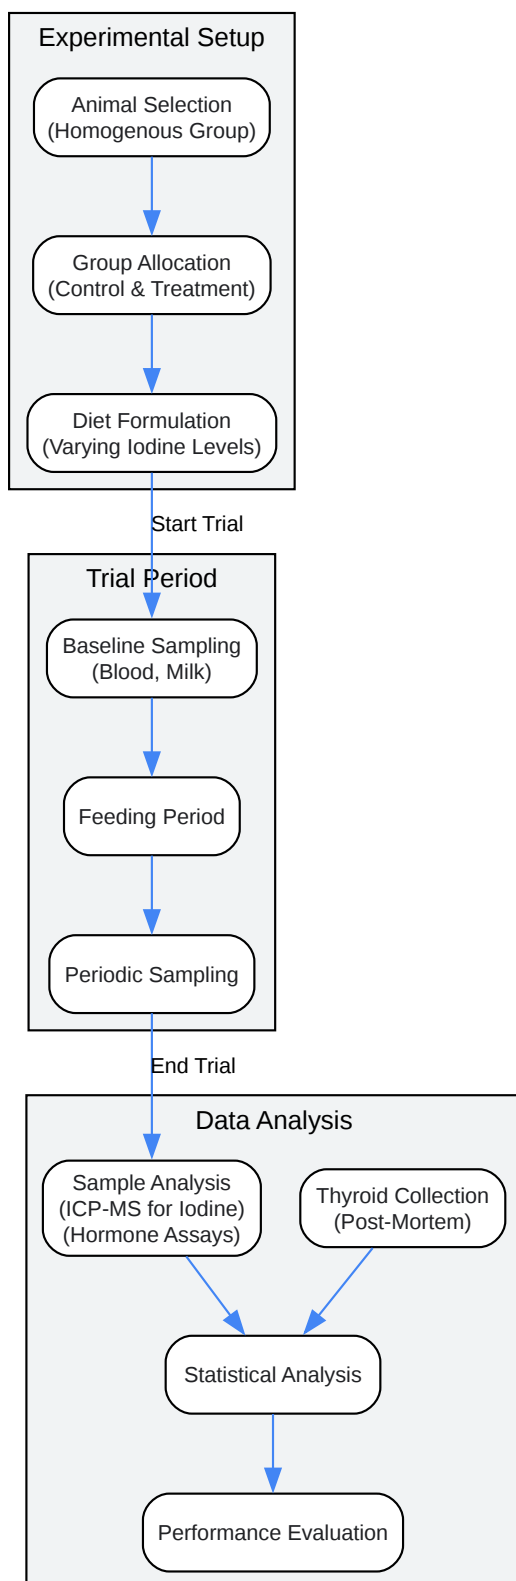 Experimental Setup
Animal Selection
(Homogenous Group)
Group Allocation
(Control & Treatment)
Diet Formulation
(Varying Iodine Levels)
Start Trial
Trial Period
Baseline Sampling
(Blood, Milk)
Feeding Period
Periodic Sampling
End Trial
Data Analysis
Sample Analysis
(ICP-MS for Iodine)
(Hormone Assays)
Thyroid Collection
(Post-Mortem)
Statistical Analysis
Performance Evaluation